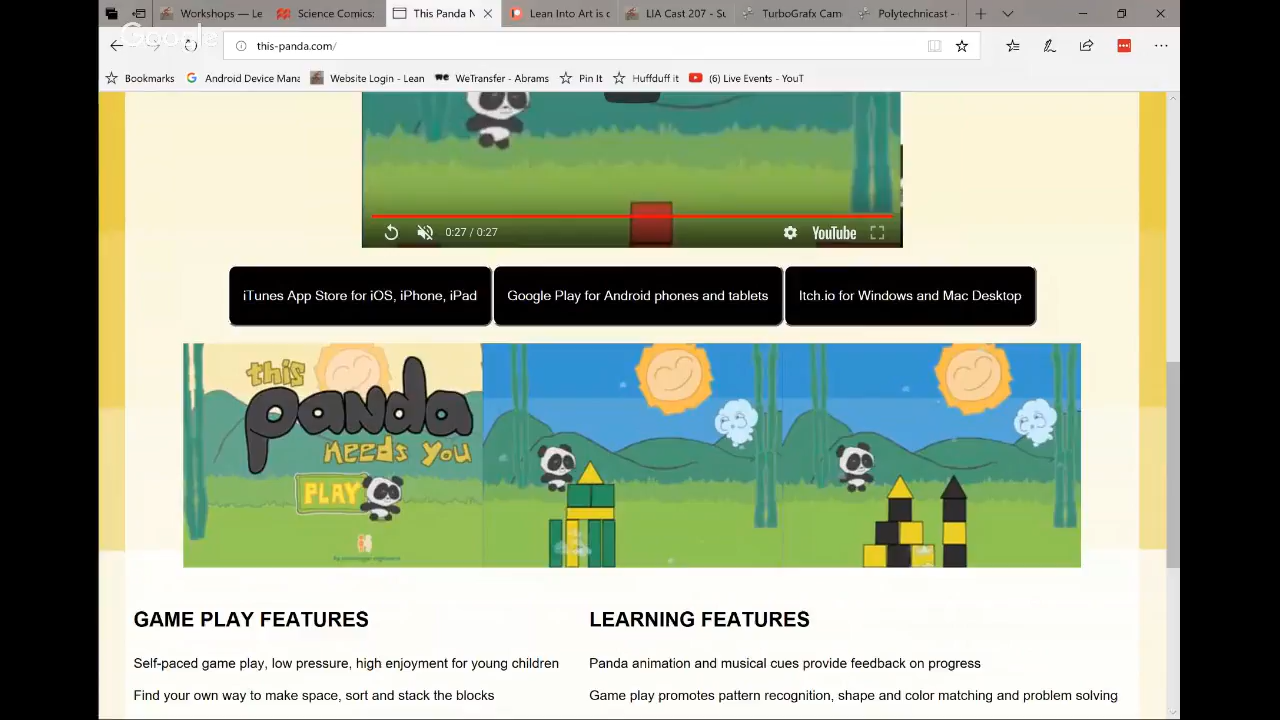 Workshops — Le
Science Comics:
This Panda N
Lean Into Art is c
LIA Cast 207 - Su
TurboGrafx Cam
Polytechnicast -
Google
this-panda.com/
Bookmarks
Android Device Mana
Website Login - Lean
WeTransfer - Abrams
Pin It
Huffduff it
(6) Live Events - YouT
0:27 / 0:27
YouTube
iTunes App Store for iOS, iPhone, iPad
Google Play for Android phones and tablets
Itch.io for Windows and Mac Desktop
this
panda
needs you
PLAY
GAME PLAY FEATURES
Self-paced game play, low pressure, high enjoyment for young children
Find your own way to make space, sort and stack the blocks
LEARNING FEATURES
Panda animation and musical cues provide feedback on progress
Game play promotes pattern recognition, shape and color matching and problem solving